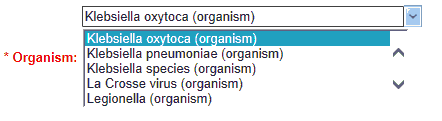 Klebsiella oxytoca (organism)
* Organism:
Klebsiella oxytoca (organism)
Klebsiella pneumoniae (organism)
Klebsiella species (organism)
La Crosse virus (organism)
Legionella (organism)